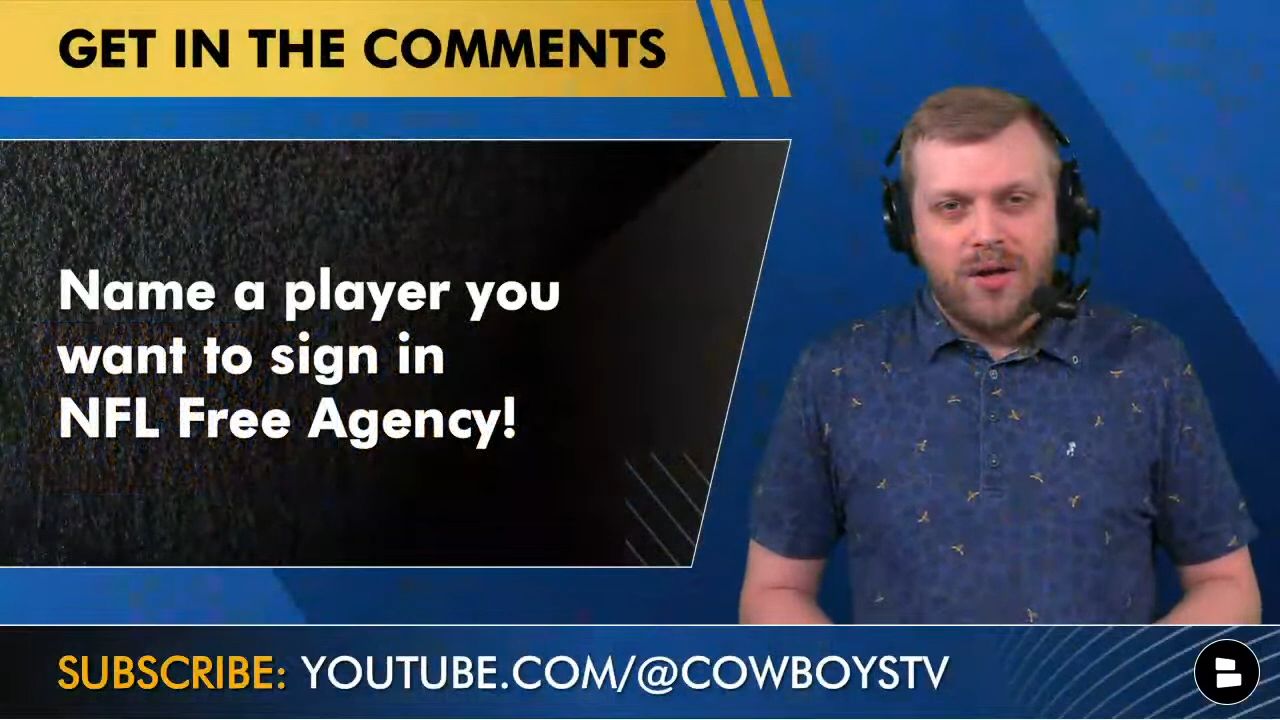 GET IN THE COMMENTS
Name a player you
want to sign in
NFL Free Agency!
SUBSCRIBE: YOUTUBE.COM/@COWBOYSTV